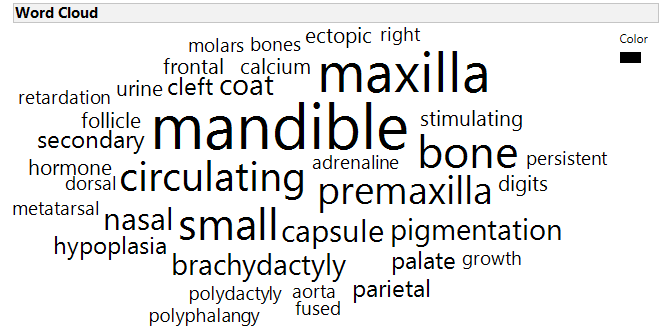 Word Cloud
Color
ectopic right
molars bones
frontal calcium maxilla
urine cleft coat
retardation
follicle mandible stimulating
secondary bone
hormone circulating adrenaline persistent
dorsal premaxilla digits
metatarsal
nasal small capsule pigmentation
hypoplasia
brachydactyly palate growth
polydactyly aorta parietal
polyphalangy fused